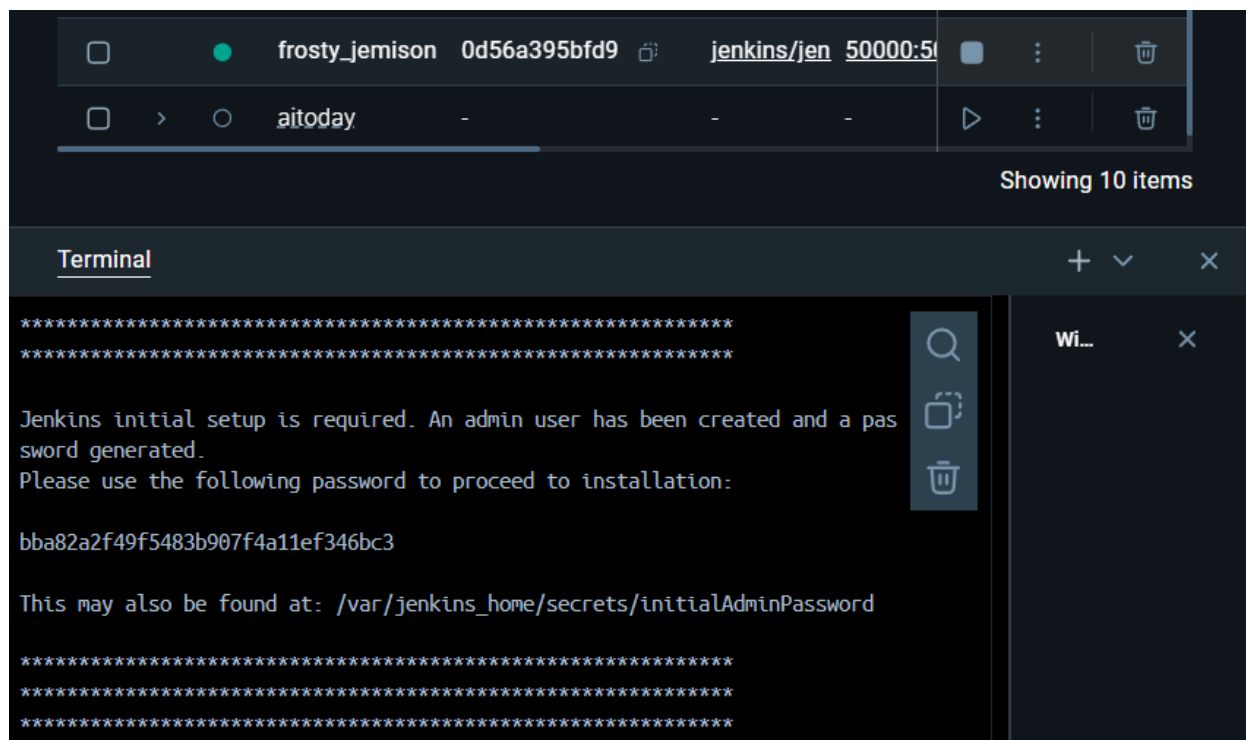 frosty_jemison 0d56a395bfd9 jenkins/jen 50000:50
aitoday - - -
Showing 10 items
Terminal
*************************************************************
*************************************************************
Wi...
Jenkins initial setup is required. An admin user has been created and a pas
sword generated.
Please use the following password to proceed to installation:
bba82a2f49f5483b907f4a11ef346bc3
This may also be found at: /var/jenkins_home/secrets/initialAdminPassword
*************************************************************
*************************************************************
*************************************************************